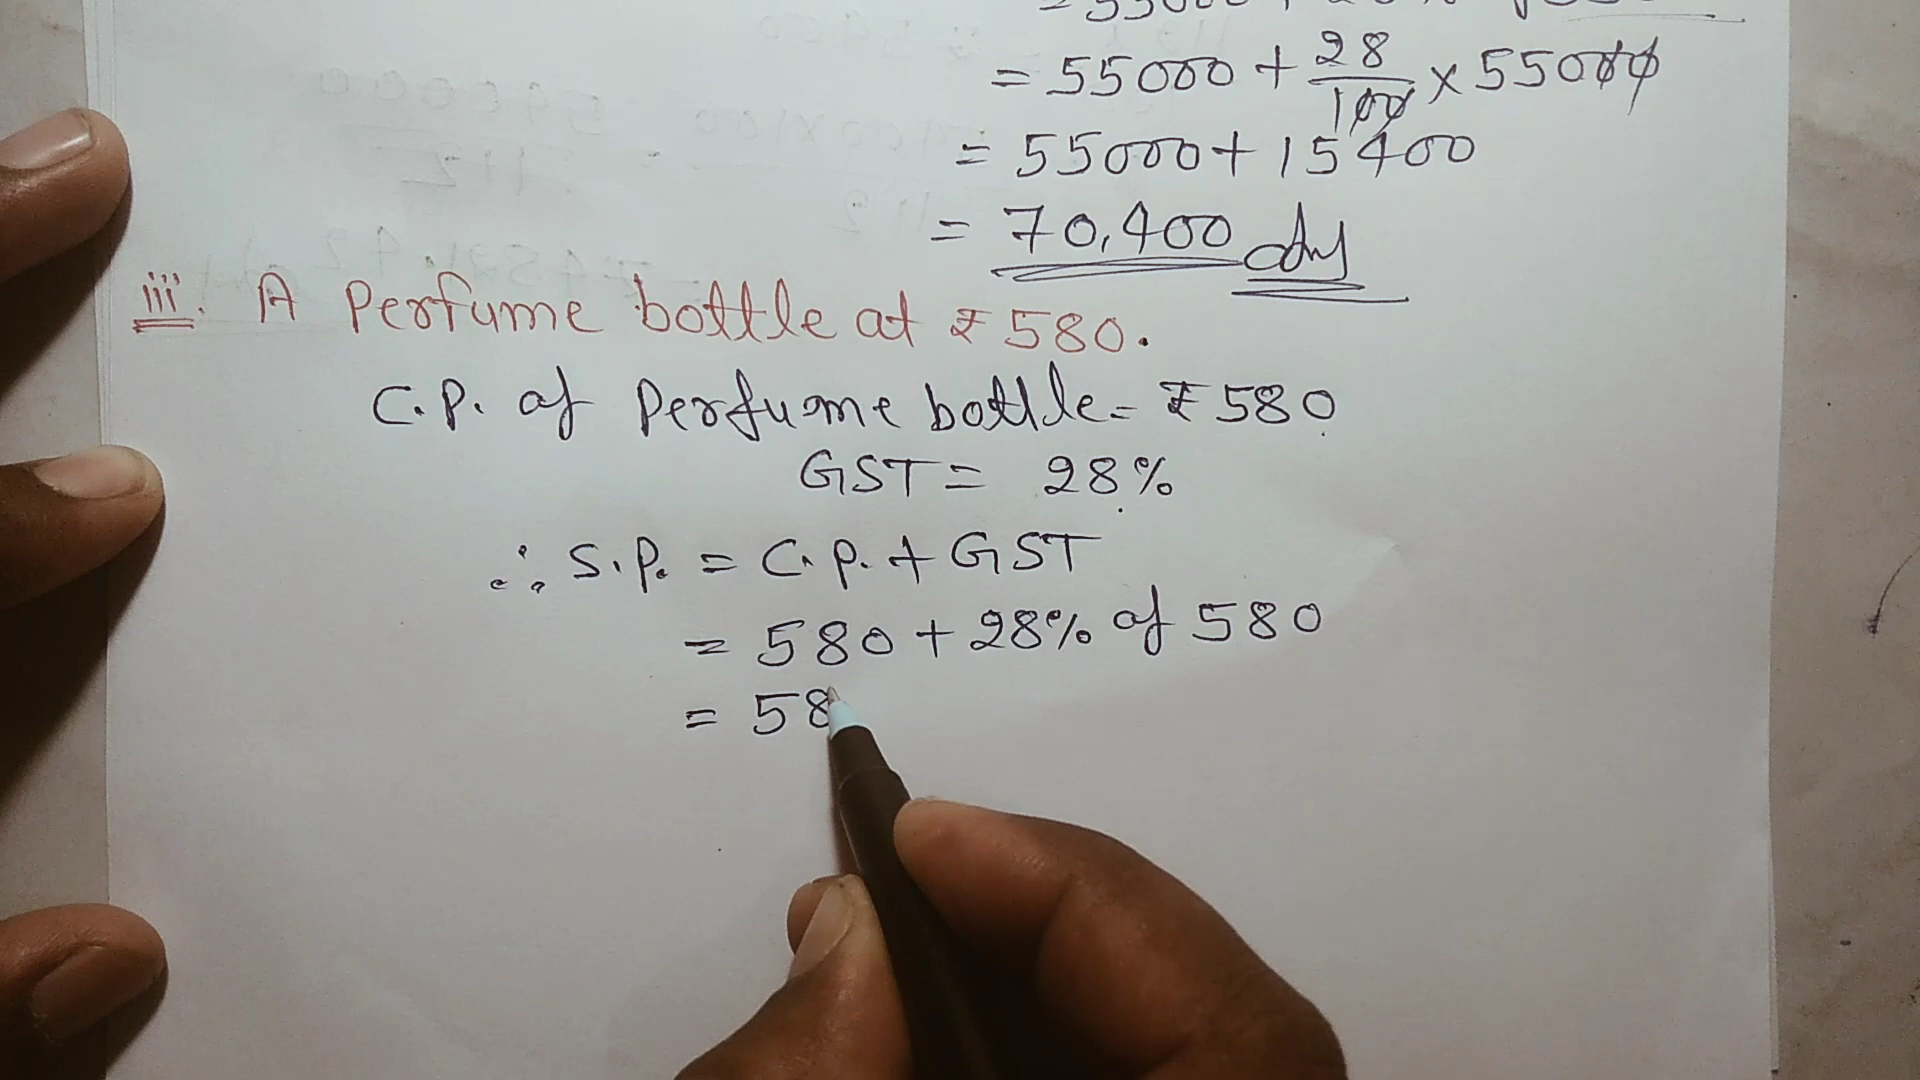 = 55000 + 28/100 × 55000
= 55000 + 15400
= 70,400 Ans
iii. A Perfume bottle at ₹ 580.
C.P. of Perfume bottle = ₹ 580
GST = 28%
∴ S.P. = C.P. + GST
= 580 + 28% of 580
= 58